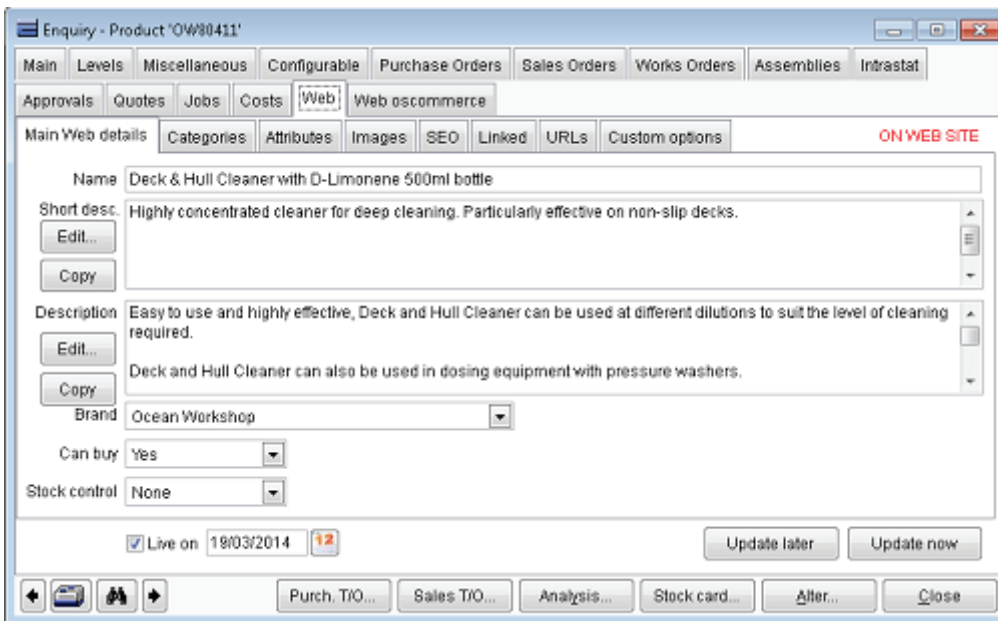 Enquiry - Product 'OW80411'
Main Levels Miscellaneous Configurable Purchase Orders Sales Orders Works Orders Assemblies Intrastat
Approvals Quotes Jobs Costs Web Web oscommerce
Main Web details Categories Attributes Images SEO Linked URLs Custom options ON WEB SITE
Name Deck & Hull Cleaner with D-Limonene 500ml bottle
Short desc. Highly concentrated cleaner for deep cleaning. Particularly effective on non-slip decks.
Edit...
Copy
Description Easy to use and highly effective, Deck and Hull Cleaner can be used at different dilutions to suit the level of cleaning
required.
Edit...
Deck and Hull Cleaner can also be used in dosing equipment with pressure washers.
Copy
Brand Ocean Workshop
Can buy Yes
Stock control None
Live on 19/03/2014 12 Update later Update now
Purch. T/O... Sales T/O... Analysis... Stock card... Alter... Close